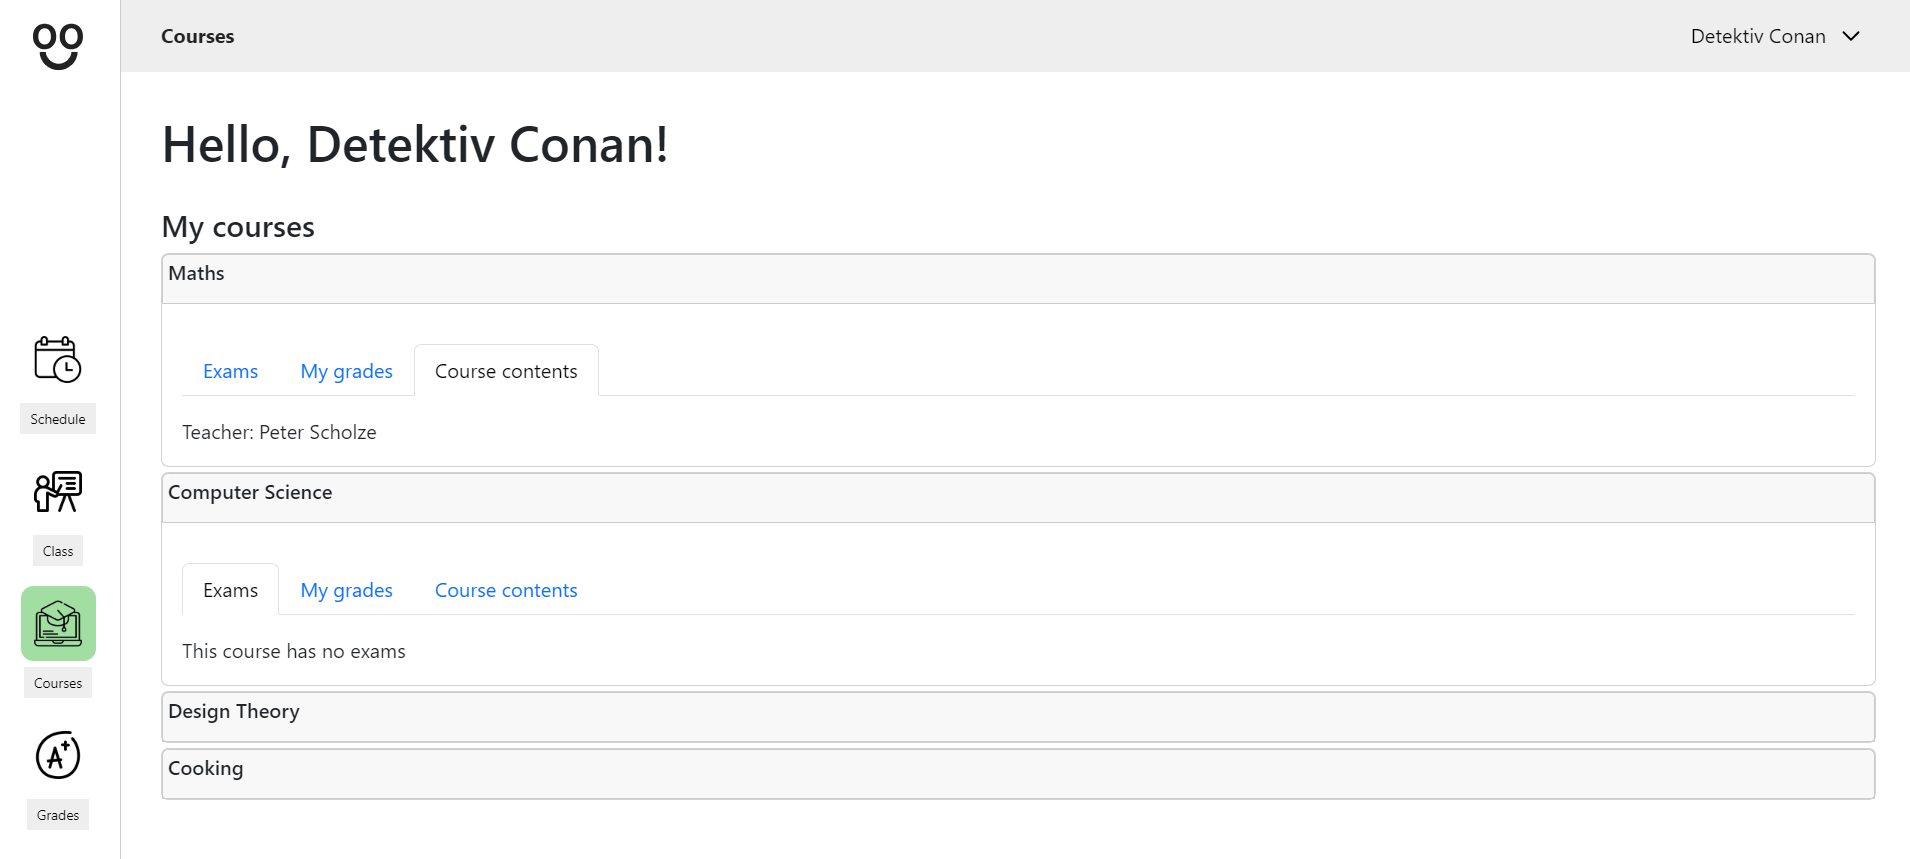 Courses
Detektiv Conan
Hello, Detektiv Conan!
My courses
Maths
Exams My grades Course contents
Teacher: Peter Scholze
Computer Science
Exams My grades Course contents
This course has no exams
Design Theory
Cooking
Schedule
Class
Courses
A+
Grades